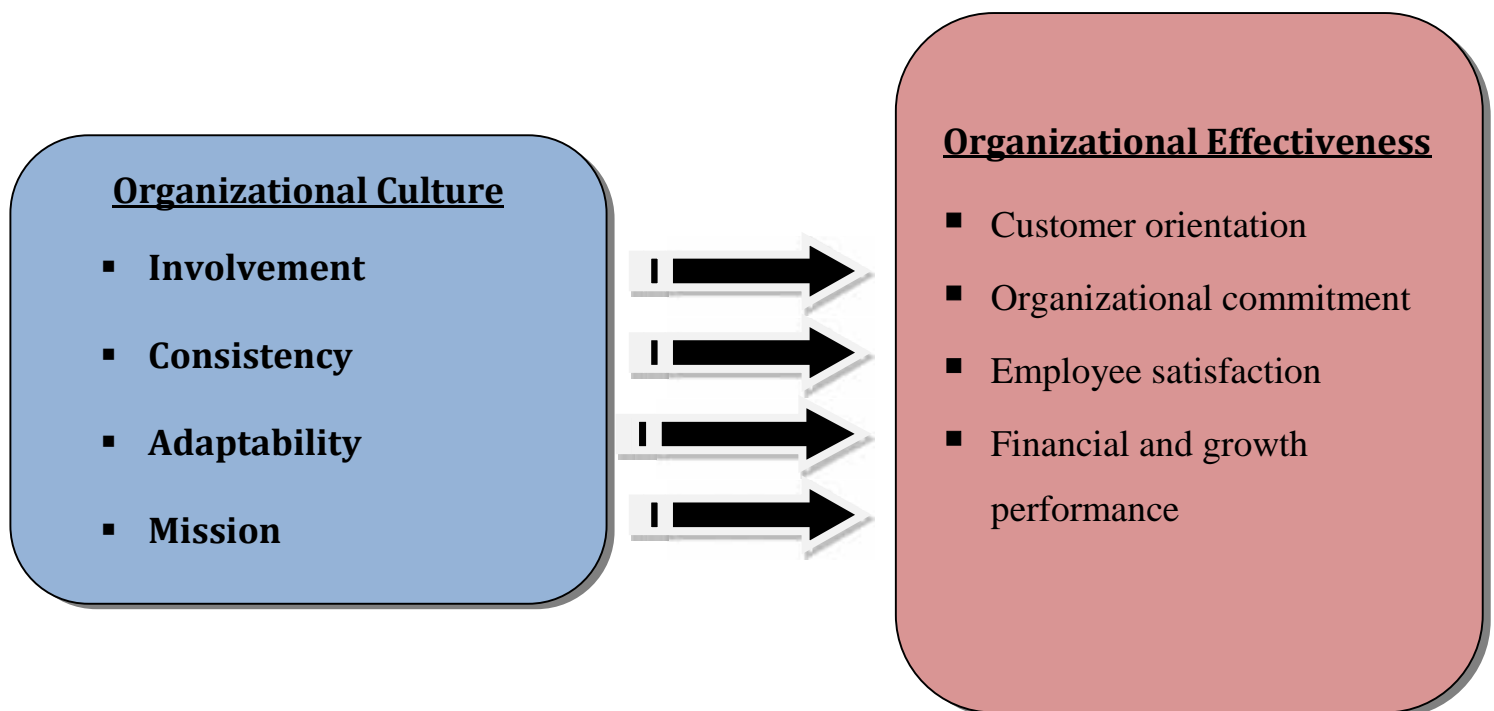 Organizational Culture
▪ Involvement
▪ Consistency
▪ Adaptability
▪ Mission
Organizational Effectiveness
▪ Customer orientation
▪ Organizational commitment
▪ Employee satisfaction
▪ Financial and growth
performance